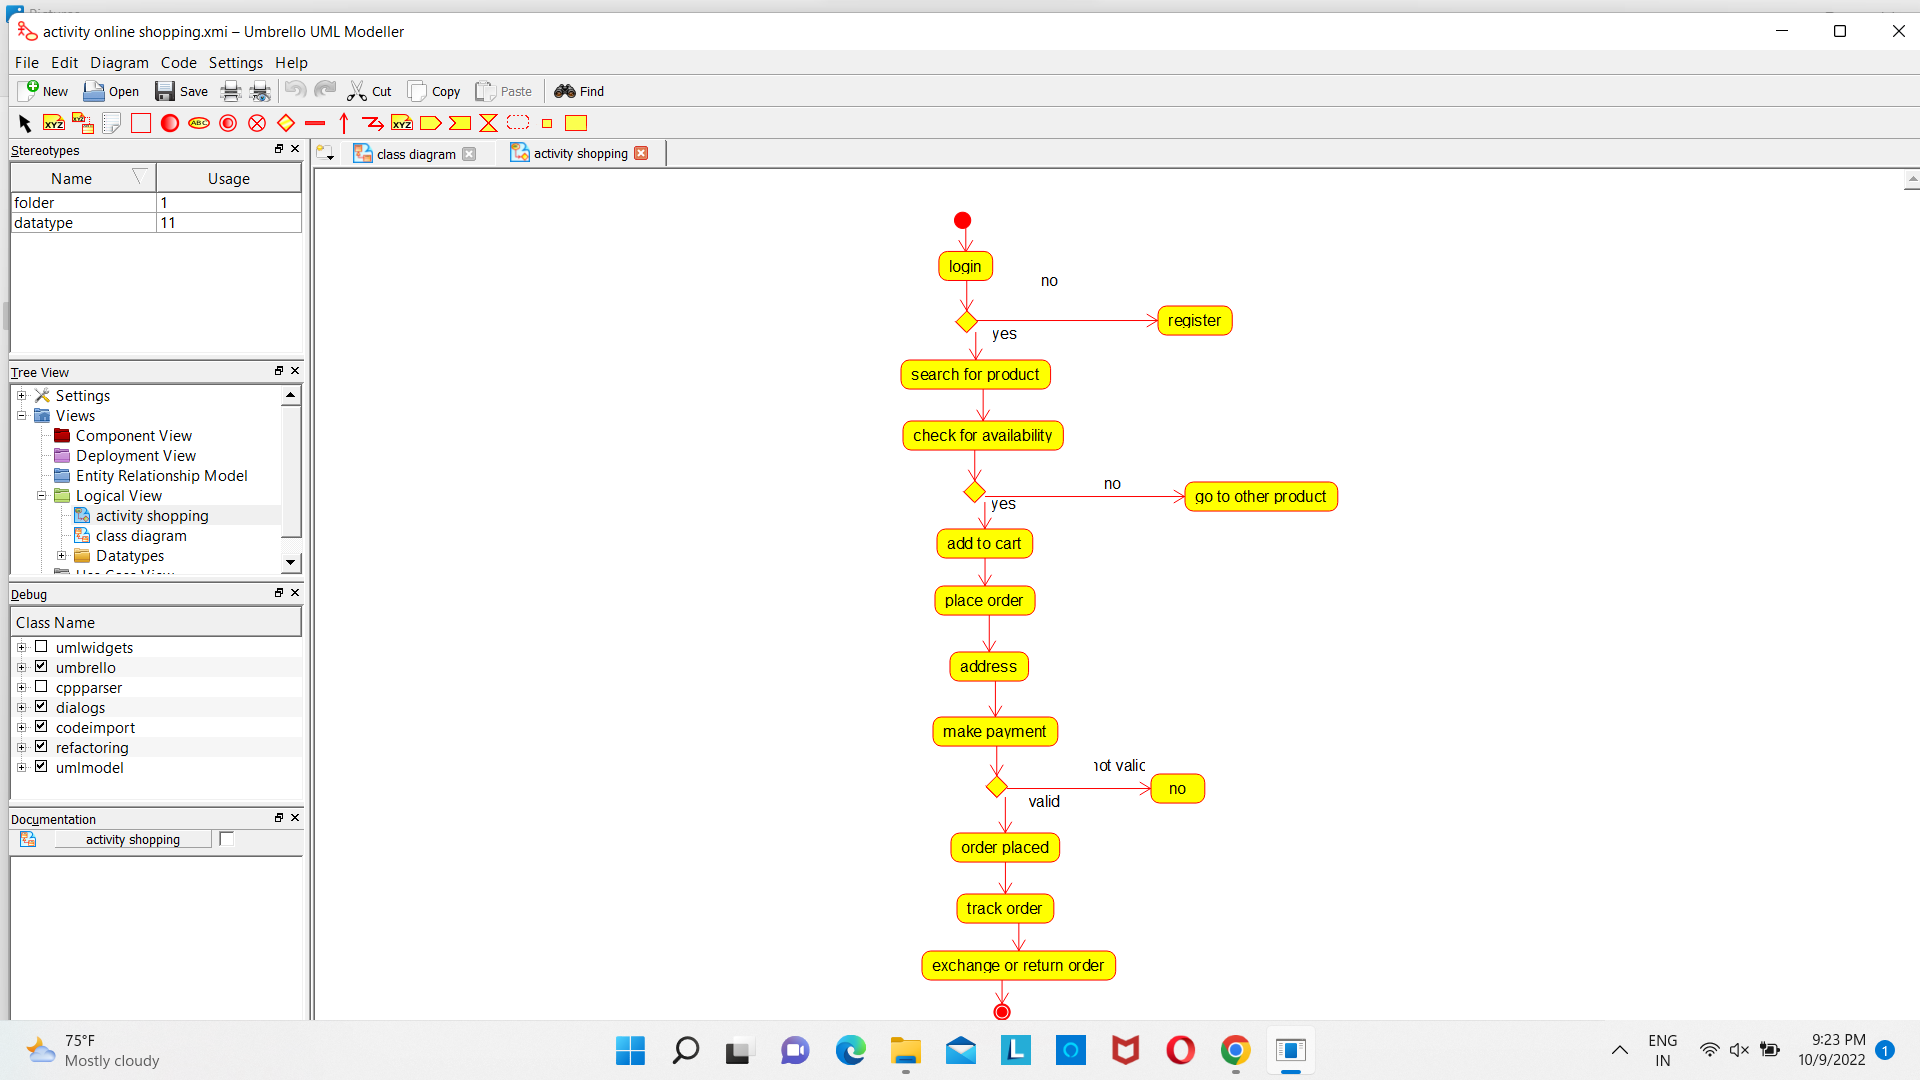 Pictures
activity online shopping.xmi – Umbrello UML Modeller
File Edit Diagram Code Settings Help
New Open Save Cut Copy Paste Find
XYZ ABC XYZ
Stereotypes
Name Usage
folder 1
datatype 11
Tree View
Settings
Views
Component View
Deployment View
Entity Relationship Model
Logical View
activity shopping
class diagram
Datatypes
Debug
Class Name
umlwidgets
umbrello
cppparser
dialogs
codeimport
refactoring
umlmodel
Documentation
activity shopping
class diagram activity shopping
login
no
register
yes
search for product
check for availability
no
go to other product
yes
add to cart
place order
address
make payment
not valid
no
valid
order placed
track order
exchange or return order
75°F
Mostly cloudy
ENG
IN
9:23 PM
10/9/2022
1